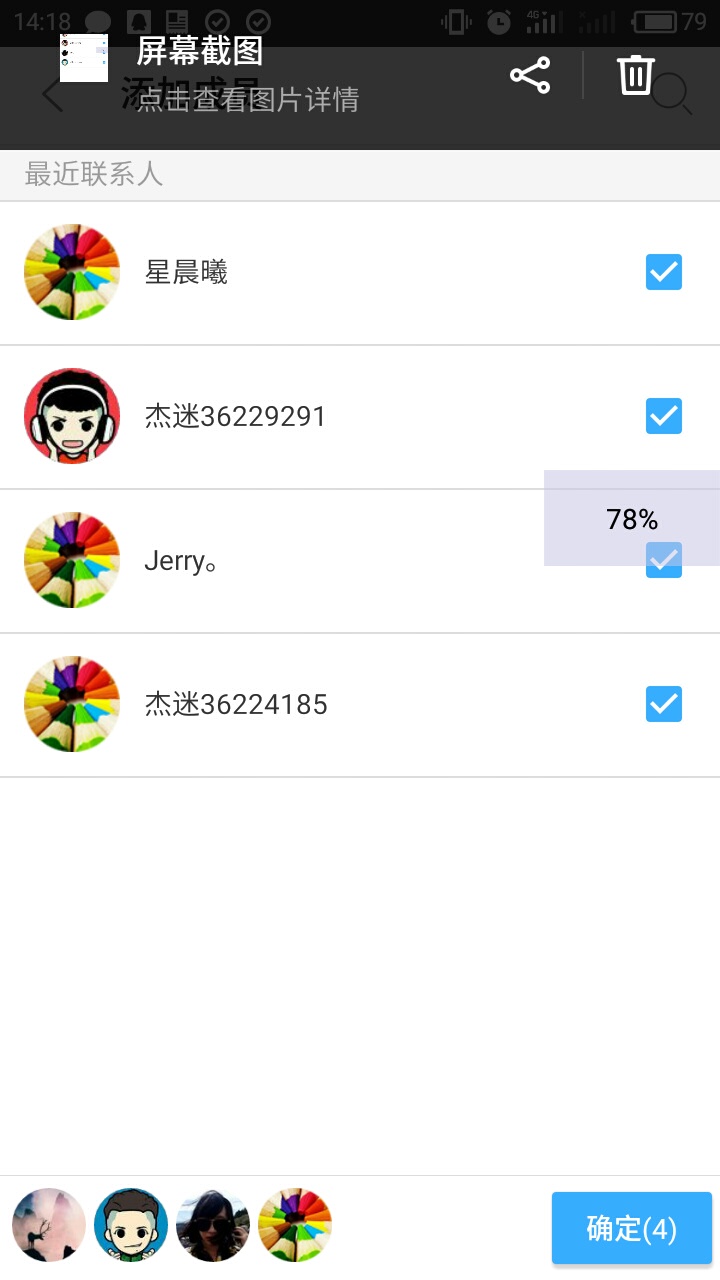 14:18
4G
79
屏幕截图
添加成员
点击查看图片详情
最近联系人
星晨曦
杰迷36229291
78%
Jerry。
杰迷36224185
确定(4)